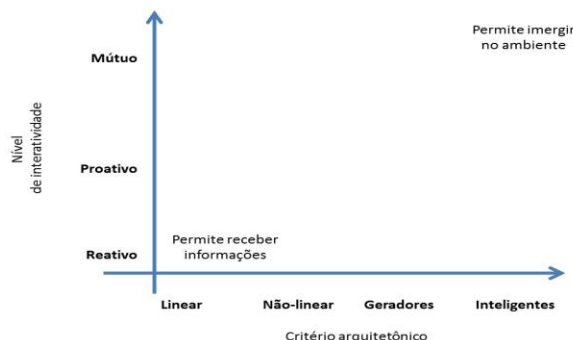 Permite imergir
no ambiente
Mútuo
Nível
de interatividade
Proativo
Reativo
Permite receber
informações
Linear
Não-linear
Geradores
Inteligentes
Critério arquitetônico